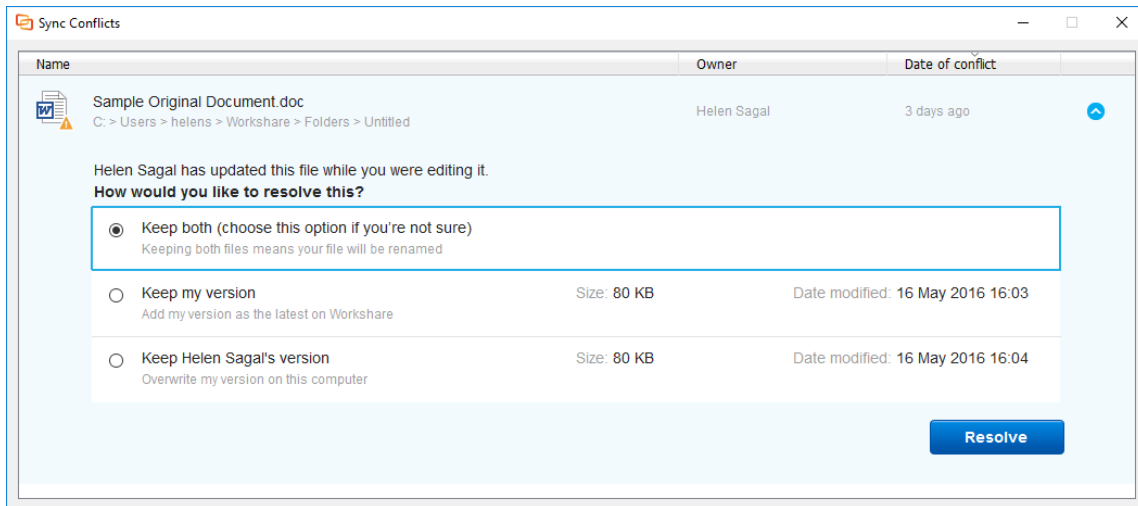 Sync Conflicts
Name Owner Date of conflict
Sample Original Document.doc Helen Sagal 3 days ago
C: > Users > helens > Workshare > Folders > Untitled
Helen Sagal has updated this file while you were editing it.
How would you like to resolve this?
Keep both (choose this option if you're not sure)
Keeping both files means your file will be renamed
Keep my version Size: 80 KB Date modified: 16 May 2016 16:03
Add my version as the latest on Workshare
Keep Helen Sagal's version Size: 80 KB Date modified: 16 May 2016 16:04
Overwrite my version on this computer
Resolve